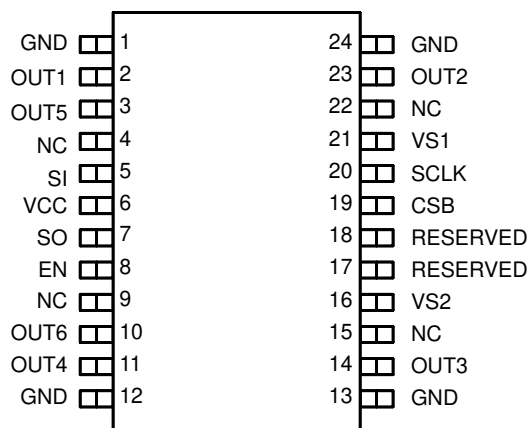 GND 1 24 GND
OUT1 2 23 OUT2
OUT5 3 22 NC
NC 4 21 VS1
SI 5 20 SCLK
VCC 6 19 CSB
SO 7 18 RESERVED
EN 8 17 RESERVED
NC 9 16 VS2
OUT6 10 15 NC
OUT4 11 14 OUT3
GND 12 13 GND